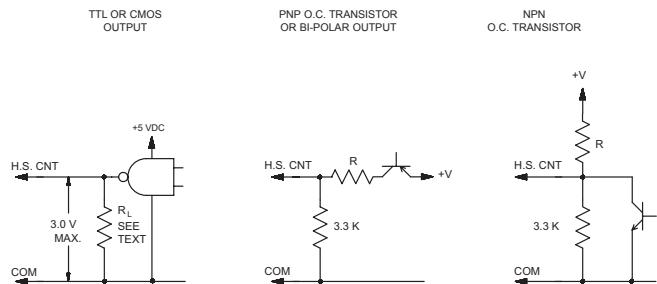 TTL OR CMOS
OUTPUT
PNP O.C. TRANSISTOR
OR BI-POLAR OUTPUT
NPN
O.C. TRANSISTOR
+5 VDC
H.S. CNT
3.0 V
MAX.
RL
SEE
TEXT
COM
H.S. CNT
R
+V
3.3 K
COM
+V
R
H.S. CNT
3.3 K
COM